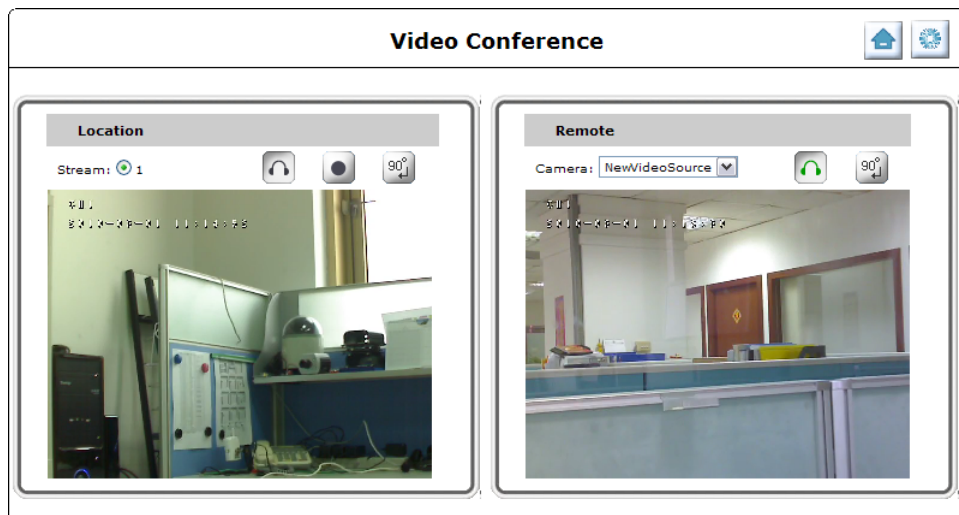 Video Conference
Location
Stream: 1
90°
Remote
Camera: NewVideoSource
90°